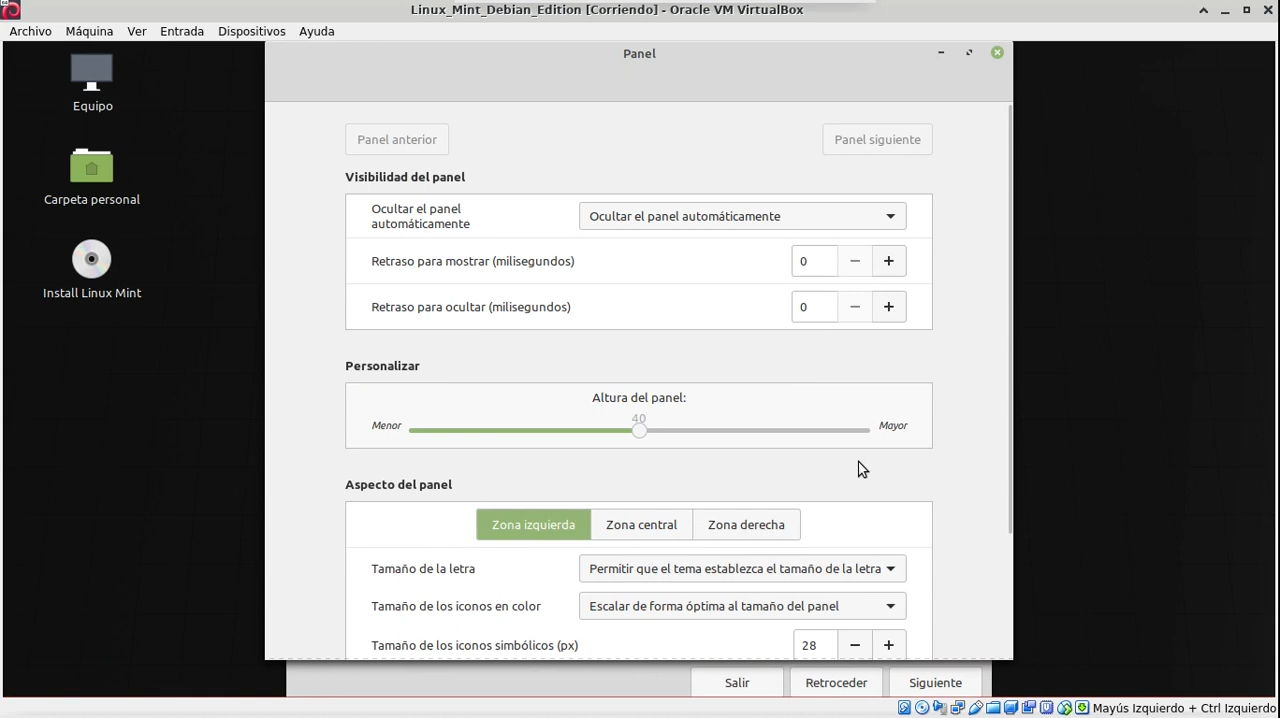 Linux_Mint_Debian_Edition [Corriendo] - Oracle VM VirtualBox
Archivo Máquina Ver Entrada Dispositivos Ayuda
Equipo
Carpeta personal
Install Linux Mint
Panel
Panel anterior Panel siguiente
Visibilidad del panel
Ocultar el panel
automáticamente
Ocultar el panel automáticamente
Retraso para mostrar (milisegundos) 0 − +
Retraso para ocultar (milisegundos) 0 − +
Personalizar
Altura del panel:
40
Menor Mayor
Aspecto del panel
Zona izquierda Zona central Zona derecha
Tamaño de la letra Permitir que el tema establezca el tamaño de la letra
Tamaño de los iconos en color Escalar de forma óptima al tamaño del panel
Tamaño de los iconos simbólicos (px) 28 − +
Salir Retroceder Siguiente
Mayús Izquierdo + Ctrl Izquierdo